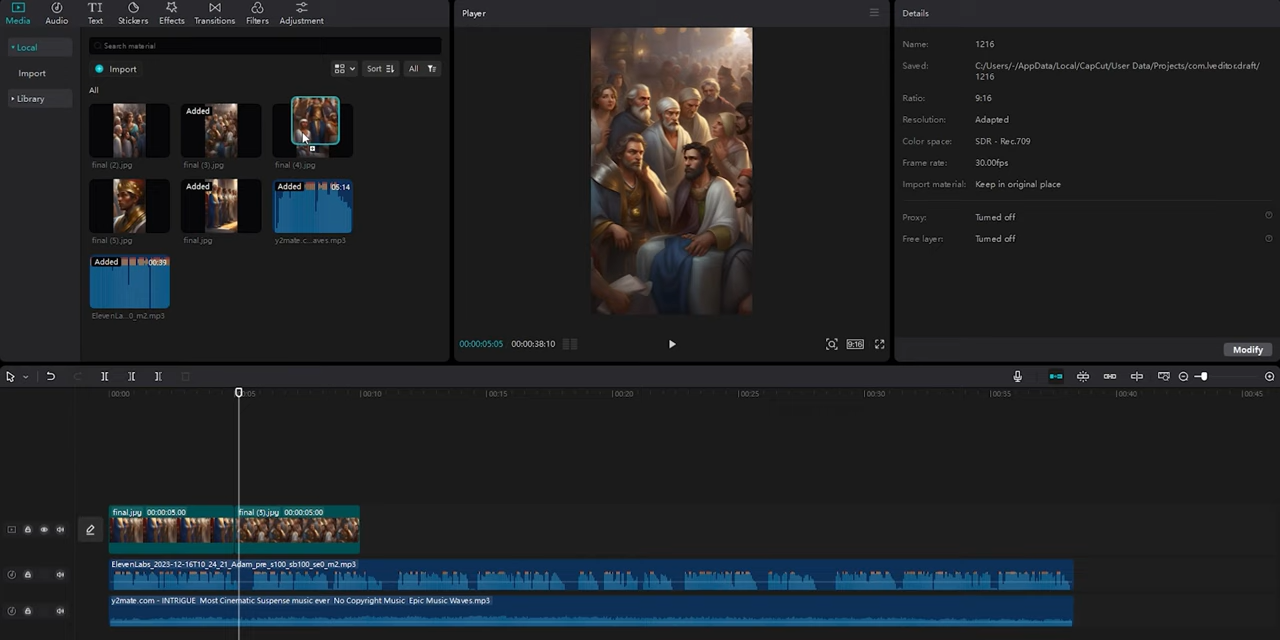 Media Audio Text Stickers Effects Transitions Filters Adjustment
Local
Import
Library
Search material
Import
Sort
All
All
Added
final (2).jpg
final (3).jpg
final (4).jpg
Added
Added
05:14
final (5).jpg
final.jpg
y2mate.c...aves.mp3
Added
00:39
ElevenLa...0_m2.mp3
Player
00:00:05:05
00:00:38:10
9:16
Details
Name: 1216
Saved: C:/Users/-/AppData/Local/CapCut/User Data/Projects/com.lveditor.draft/
1216
Ratio: 9:16
Resolution: Adapted
Color space: SDR - Rec.709
Frame rate: 30.00fps
Import material: Keep in original place
Proxy: Turned off
Free layer: Turned off
Modify
00:00
00:10
00:15
00:20
00:25
00:30
00:35
00:40
00:45
final.jpg 00:00:05:00
final (3).jpg 00:00:05:00
ElevenLabs_2023-12-16T10_24_21_Adam_pre_s100_sb100_se0_m2.mp3
y2mate.com - INTRIGUE Most Cinematic Suspense music ever No Copyright Music Epic Music Waves.mp3